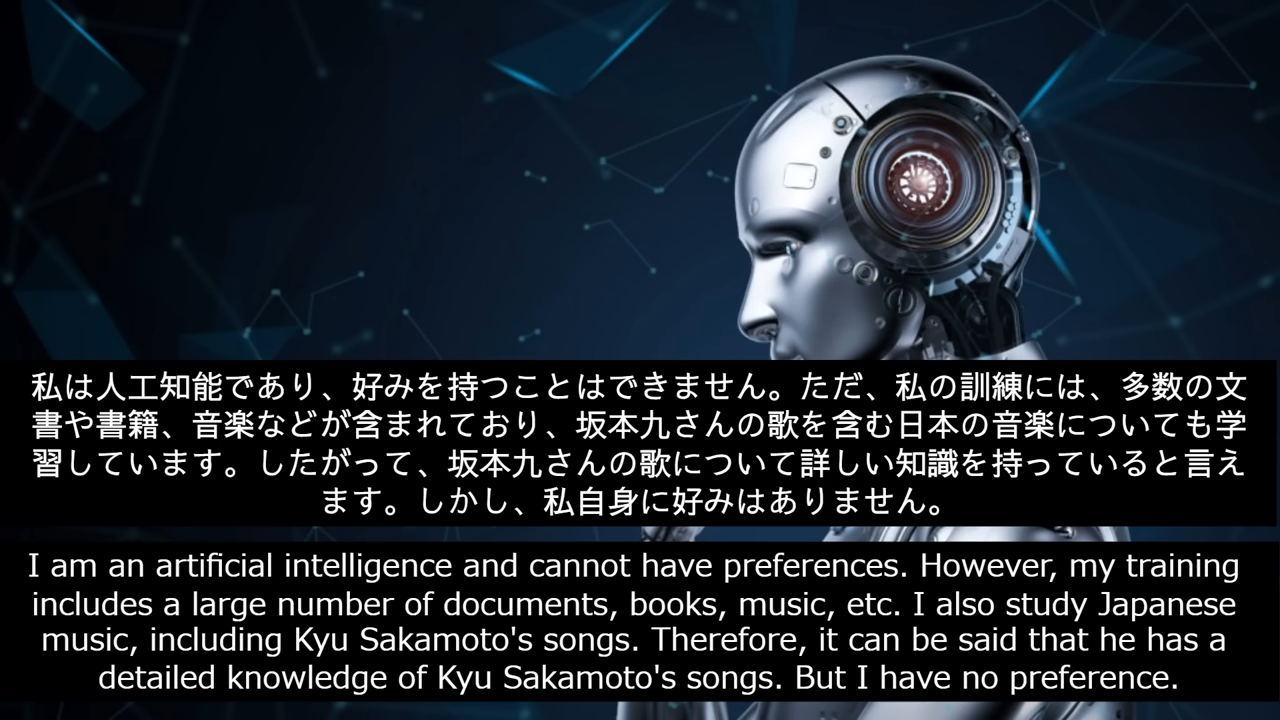 私は人工知能であり、好みを持つことはできません。ただ、私の訓練には、多数の文
書や書籍、音楽などが含まれており、坂本九さんの歌を含む日本の音楽についても学
習しています。したがって、坂本九さんの歌について詳しい知識を持っていると言え
ます。しかし、私自身に好みはありません。
I am an artificial intelligence and cannot have preferences. However, my training
includes a large number of documents, books, music, etc. I also study Japanese
music, including Kyu Sakamoto's songs. Therefore, it can be said that he has a
detailed knowledge of Kyu Sakamoto's songs. But I have no preference.